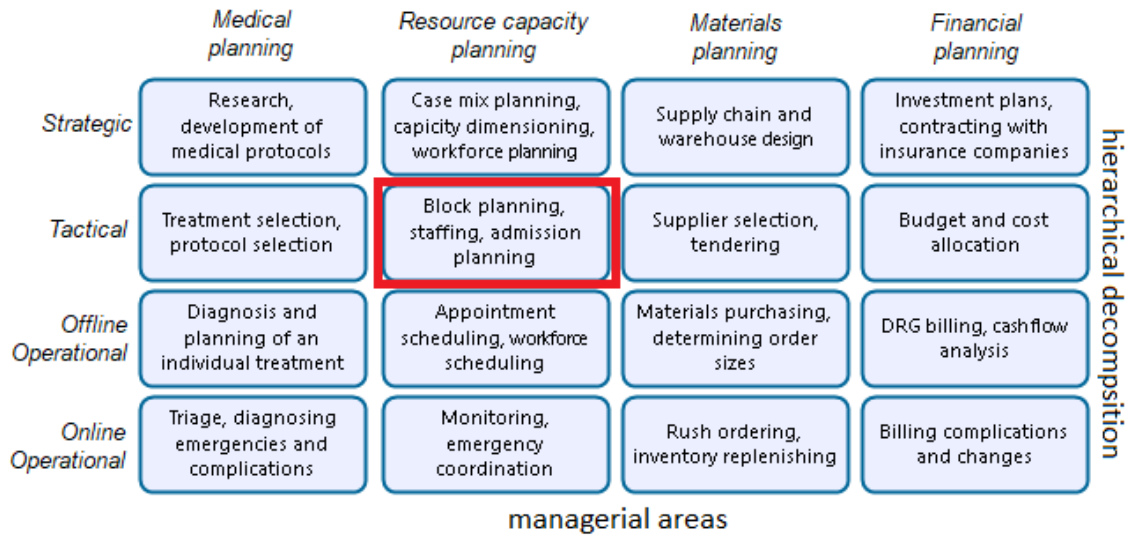 Medical
planning
Resource capacity
planning
Materials
planning
Financial
planning
Strategic
Research,
development of
medical protocols
Case mix planning,
capicity dimensioning,
workforce planning
Supply chain and
warehouse design
Investment plans,
contracting with
insurance companies
Tactical
Treatment selection,
protocol selection
Block planning,
staffing, admission
planning
Supplier selection,
tendering
Budget and cost
allocation
Offline
Operational
Diagnosis and
planning of an
individual treatment
Appointment
scheduling, workforce
scheduling
Materials purchasing,
determining order
sizes
DRG billing, cashflow
analysis
Online
Operational
Triage, diagnosing
emergencies and
complications
Monitoring,
emergency
coordination
Rush ordering,
inventory replenishing
Billing complications
and changes
hierarchical decompsition
managerial areas